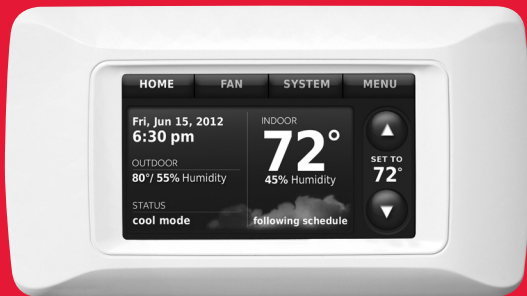 HOME FAN SYSTEM MENU
Fri, Jun 15, 2012
6:30 pm
OUTDOOR
80°/ 55% Humidity
STATUS
cool mode
INDOOR
72°
45% Humidity
following schedule
SET TO
72°